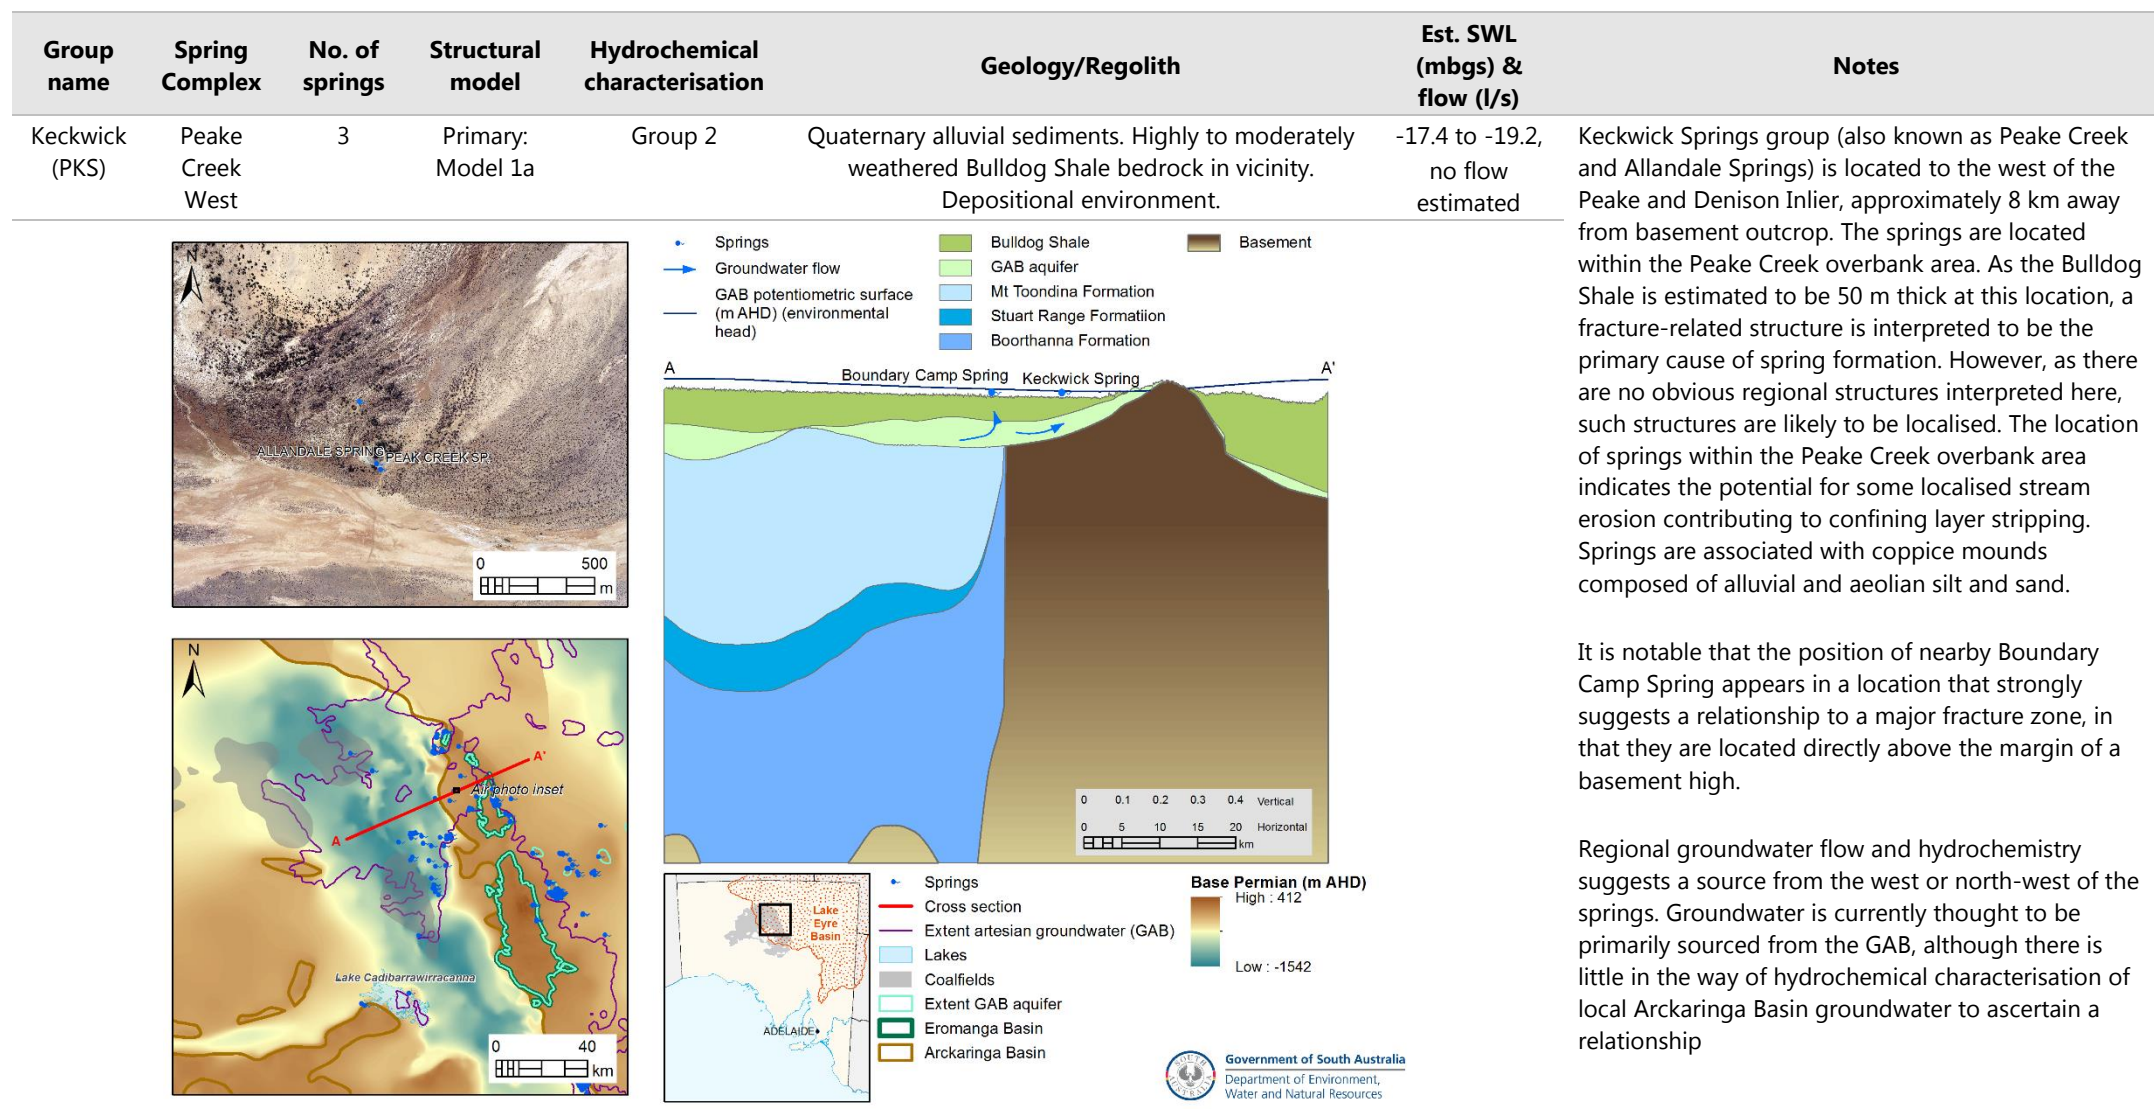 Group name
Spring Complex
No. of springs
Structural model
Hydrochemical characterisation
Geology/Regolith
Est. SWL (mbgs) & flow (l/s)
Notes
Keckwick (PKS)
Peake Creek West
3
Primary: Model 1a
Group 2
Quaternary alluvial sediments. Highly to moderately
weathered Bulldog Shale bedrock in vicinity.
Depositional environment.
-17.4 to -19.2,
no flow
estimated
Keckwick Springs group (also known as Peake Creek
and Allandale Springs) is located to the west of the
Peake and Denison Inlier, approximately 8 km away
from basement outcrop. The springs are located
within the Peake Creek overbank area. As the Bulldog
Shale is estimated to be 50 m thick at this location, a
fracture-related structure is interpreted to be the
primary cause of spring formation. However, as there
are no obvious regional structures interpreted here,
such structures are likely to be localised. The location
of springs within the Peake Creek overbank area
indicates the potential for some localised stream
erosion contributing to confining layer stripping.
Springs are associated with coppice mounds
composed of alluvial and aeolian silt and sand.
It is notable that the position of nearby Boundary
Camp Spring appears in a location that strongly
suggests a relationship to a major fracture zone, in
that they are located directly above the margin of a
basement high.
Regional groundwater flow and hydrochemistry
suggests a source from the west or north-west of the
springs. Groundwater is currently thought to be
primarily sourced from the GAB, although there is
little in the way of hydrochemical characterisation of
local Arckaringa Basin groundwater to ascertain a
relationship
N
ALLANDALE SPRING
PEAK CREEK SP.
0 500
m
Springs
Groundwater flow
GAB potentiometric surface
(m AHD) (environmental
head)
Bulldog Shale
GAB aquifer
Mt Toondina Formation
Stuart Range Formatiion
Boorthanna Formation
Basement
A
Boundary Camp Spring
Keckwick Spring
A'
0 0.1 0.2 0.3 0.4 Vertical
0 5 10 15 20 Horizontal
km
N
A'
Air photo inset
A
Lake Cadibarrawirracanna
0 40
km
Lake
Eyre
Basin
ADELAIDE
Springs
Cross section
Extent artesian groundwater (GAB)
Lakes
Coalfields
Extent GAB aquifer
Eromanga Basin
Arckaringa Basin
Base Permian (m AHD)
High : 412
Low : -1542
SOUTH AUSTRALIA
Government of South Australia
Department of Environment,
Water and Natural Resources